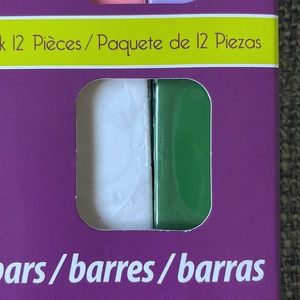 k 12 Pièces / Paquete de 12 Piezas
bars / barres / barras